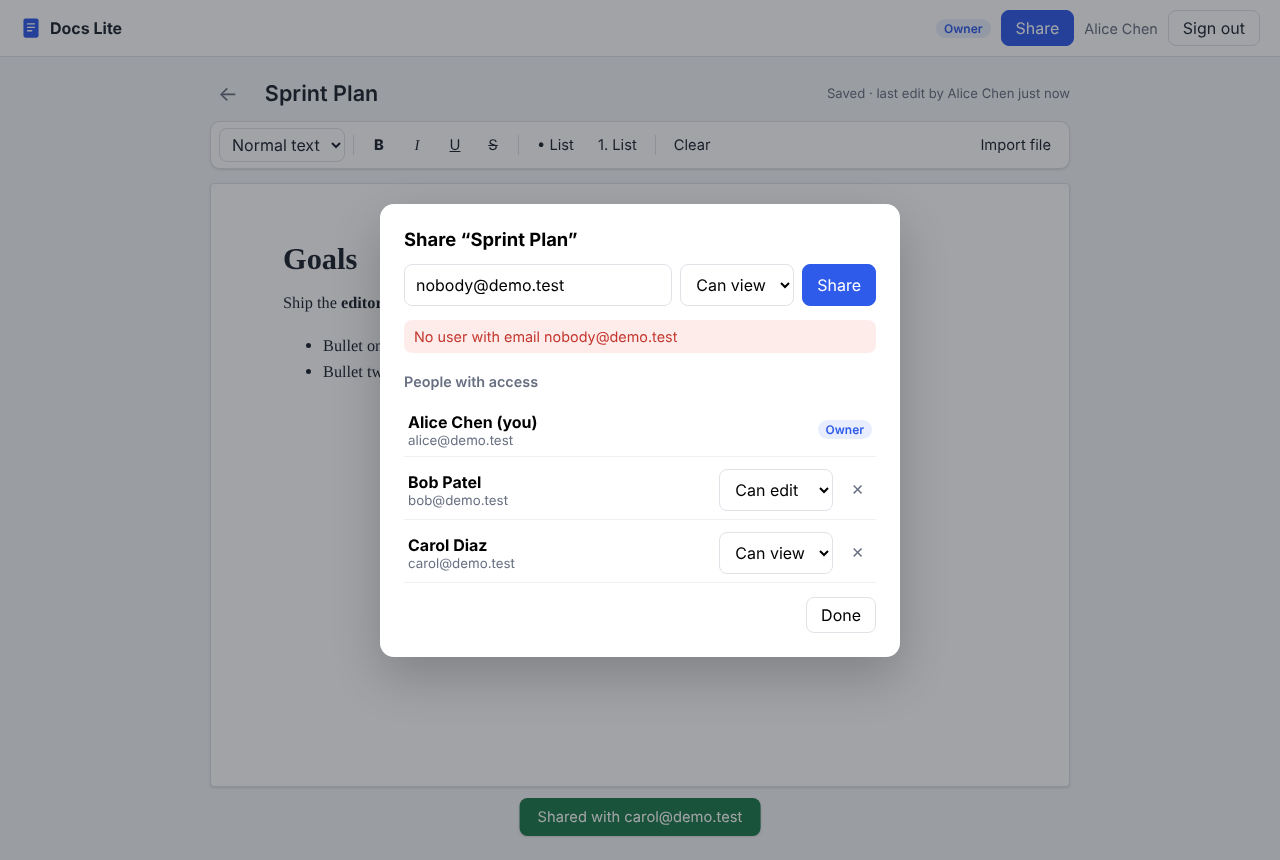 Docs Lite
Owner
Share
Alice Chen
Sign out
←
Sprint Plan
Saved · last edit by Alice Chen just now
Normal text
B
I
U
S
• List
1. List
Clear
Import file
Goals
Ship the editor
• Bullet
• Bullet
Share “Sprint Plan”
nobody@demo.test
Can view
Share
No user with email nobody@demo.test
People with access
Alice Chen (you)
alice@demo.test
Owner
Bob Patel
bob@demo.test
Can edit
✕
Carol Diaz
carol@demo.test
Can view
✕
Done
Shared with carol@demo.test